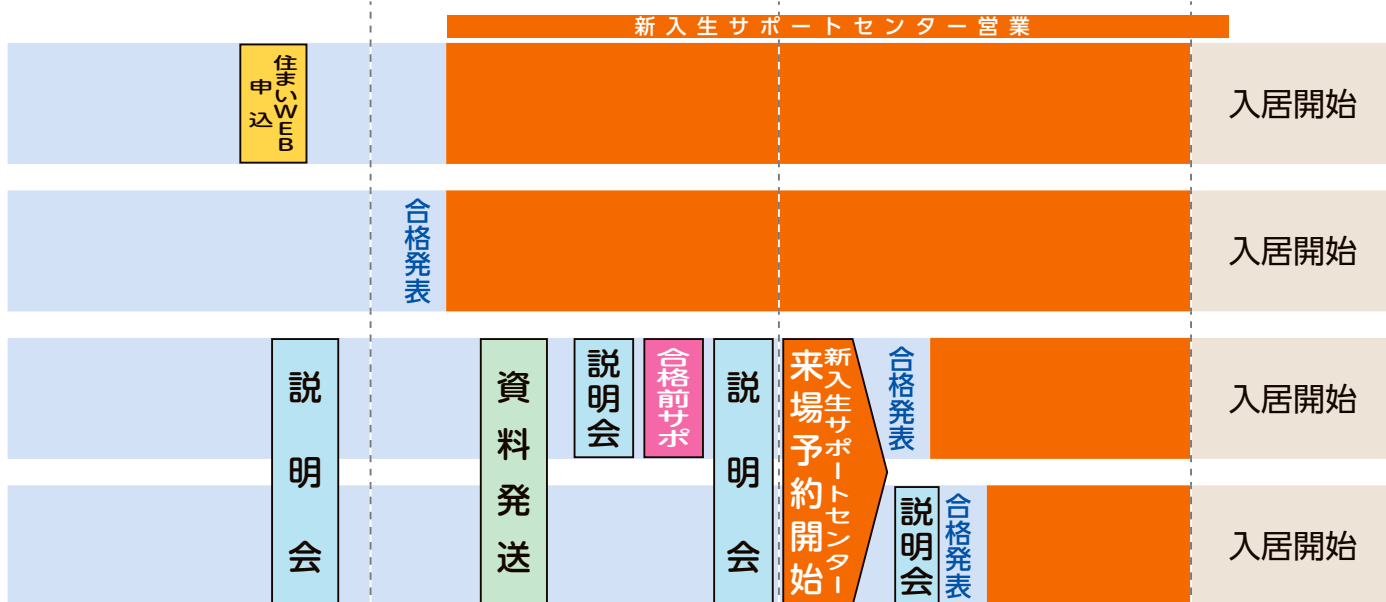 新入生サポートセンター営業
住まいWEB
申込
入居開始
合格発表
入居開始
説明会
資料発送
説明会
合格前サポ
説明会
新入生サポートセンター
来場予約開始
合格発表
入居開始
説明会
合格発表
入居開始